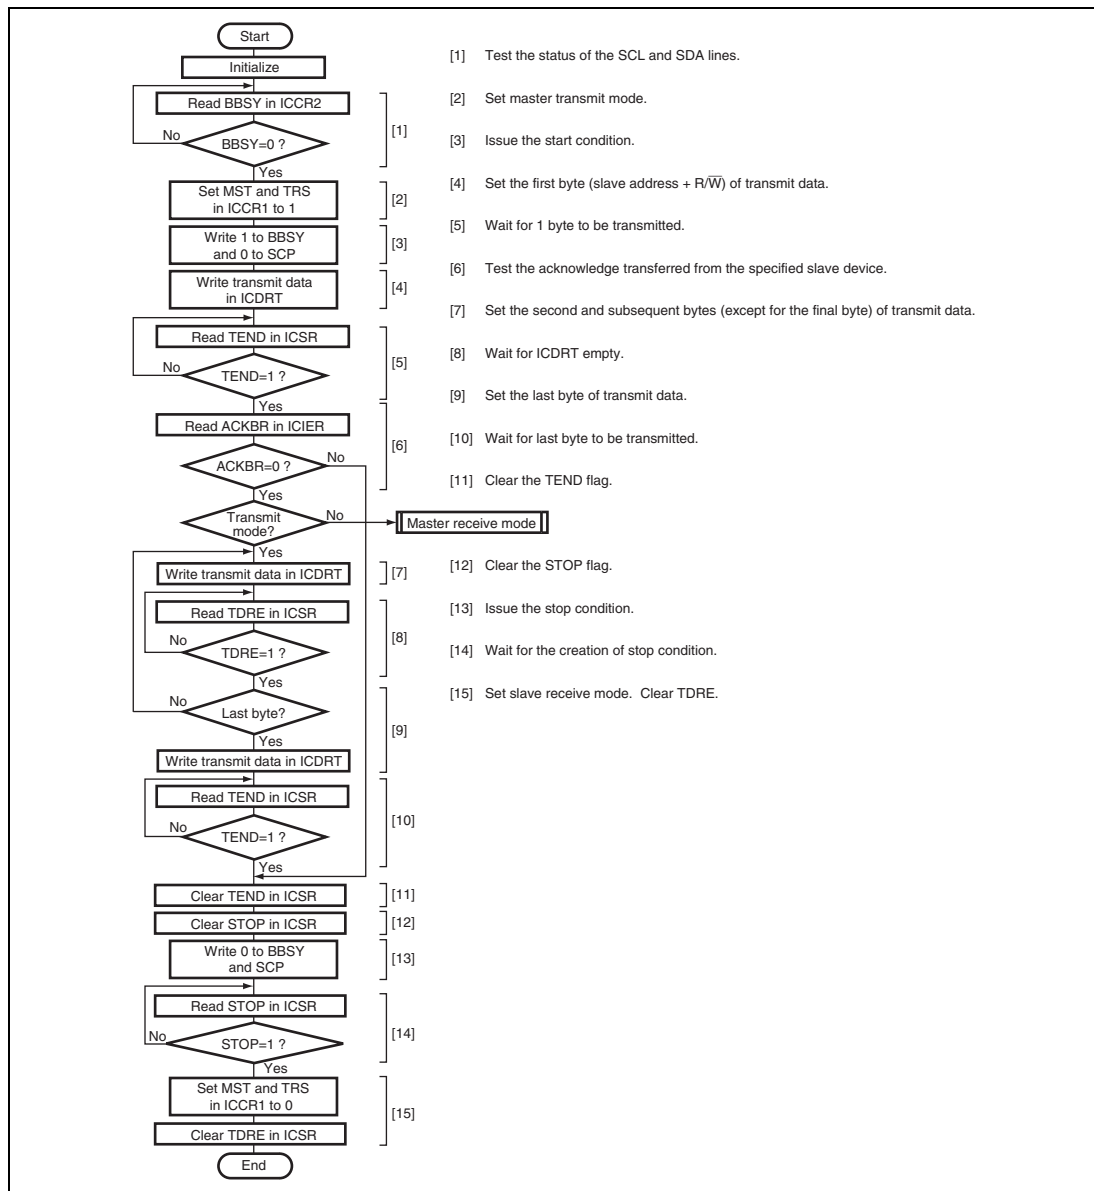 Start
Initialize
Read BBSY in ICCR2
No
BBSY=0 ?
[1]
Yes
Set MST and TRS
in ICCR1 to 1
[2]
Write 1 to BBSY
and 0 to SCP
[3]
Write transmit data
in ICDRT
[4]
Read TEND in ICSR
No
TEND=1 ?
[5]
Yes
Read ACKBR in ICIER
[6]
ACKBR=0 ?
No
Yes
Transmit
mode?
No
Master receive mode
Yes
Write transmit data in ICDRT
[7]
Read TDRE in ICSR
No
TDRE=1 ?
[8]
Yes
No
Last byte?
[9]
Yes
Write transmit data in ICDRT
Read TEND in ICSR
No
TEND=1 ?
[10]
Yes
Clear TEND in ICSR
[11]
Clear STOP in ICSR
[12]
Write 0 to BBSY
and SCP
[13]
Read STOP in ICSR
No
STOP=1 ?
[14]
Yes
Set MST and TRS
in ICCR1 to 0
[15]
Clear TDRE in ICSR
End
[1] Test the status of the SCL and SDA lines.
[2] Set master transmit mode.
[3] Issue the start condition.
[4] Set the first byte (slave address + R/W̅) of transmit data.
[5] Wait for 1 byte to be transmitted.
[6] Test the acknowledge transferred from the specified slave device.
[7] Set the second and subsequent bytes (except for the final byte) of transmit data.
[8] Wait for ICDRT empty.
[9] Set the last byte of transmit data.
[10] Wait for last byte to be transmitted.
[11] Clear the TEND flag.
[12] Clear the STOP flag.
[13] Issue the stop condition.
[14] Wait for the creation of stop condition.
[15] Set slave receive mode. Clear TDRE.